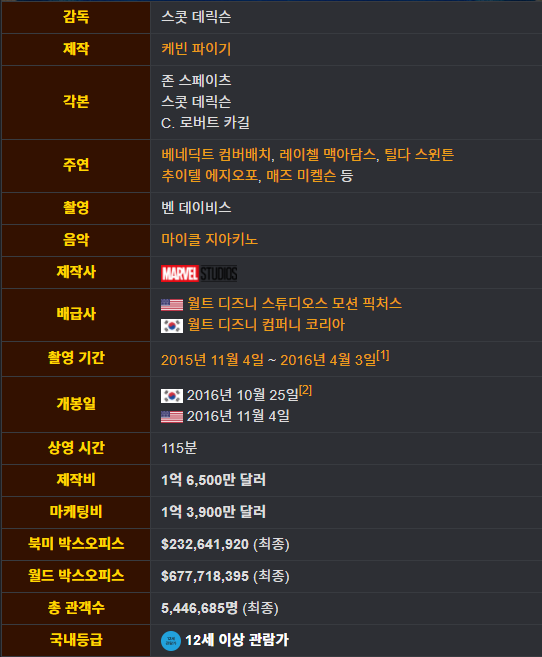 감독 스콧 데릭슨
제작 케빈 파이기
각본 존 스페이츠
스콧 데릭슨
C. 로버트 카길
주연 베네딕트 컴버배치, 레이첼 맥아담스, 틸다 스윈튼
추이텔 에지오포, 매즈 미켈슨 등
촬영 벤 데이비스
음악 마이클 지아키노
제작사 MARVEL STUDIOS
배급사 월트 디즈니 스튜디오스 모션 픽처스
월트 디즈니 컴퍼니 코리아
촬영 기간 2015년 11월 4일 ~ 2016년 4월 3일[1]
개봉일 2016년 10월 25일[2]
2016년 11월 4일
상영 시간 115분
제작비 1억 6,500만 달러
마케팅비 1억 3,900만 달러
북미 박스오피스 $232,641,920 (최종)
월드 박스오피스 $677,718,395 (최종)
총 관객수 5,446,685명 (최종)
국내등급 12세 이상 관람가